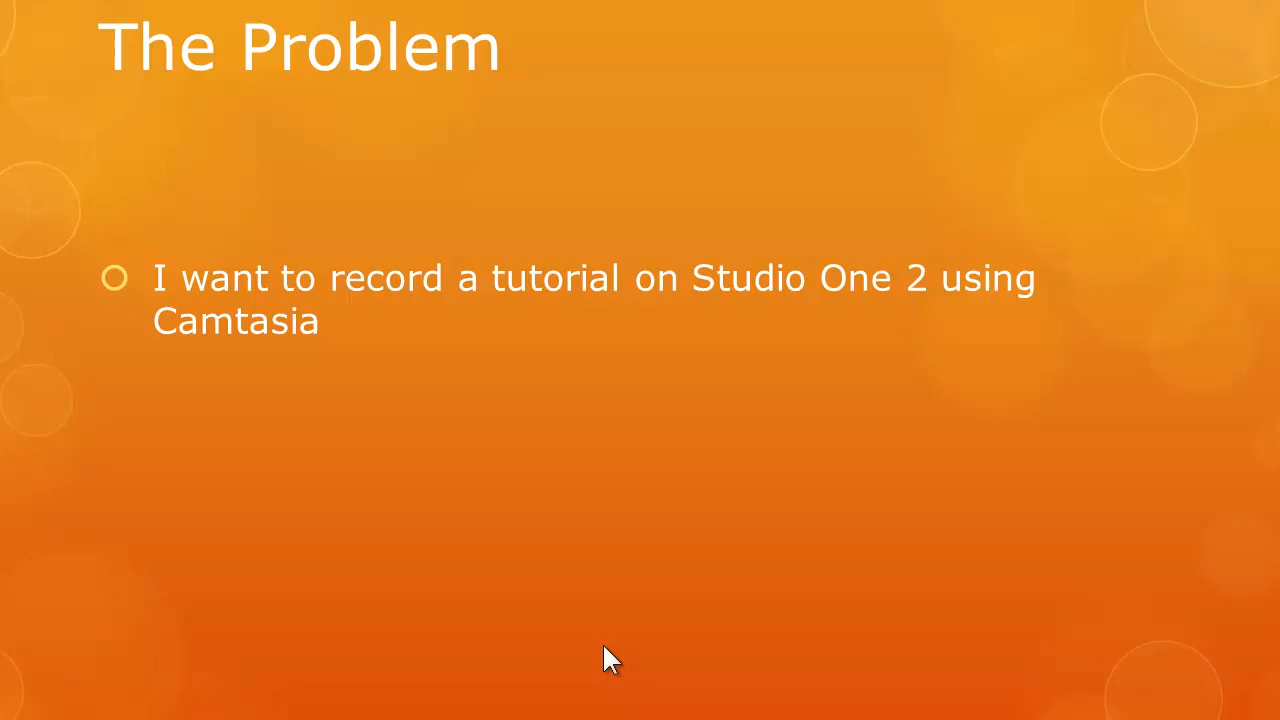 The Problem
I want to record a tutorial on Studio One 2 using
Camtasia